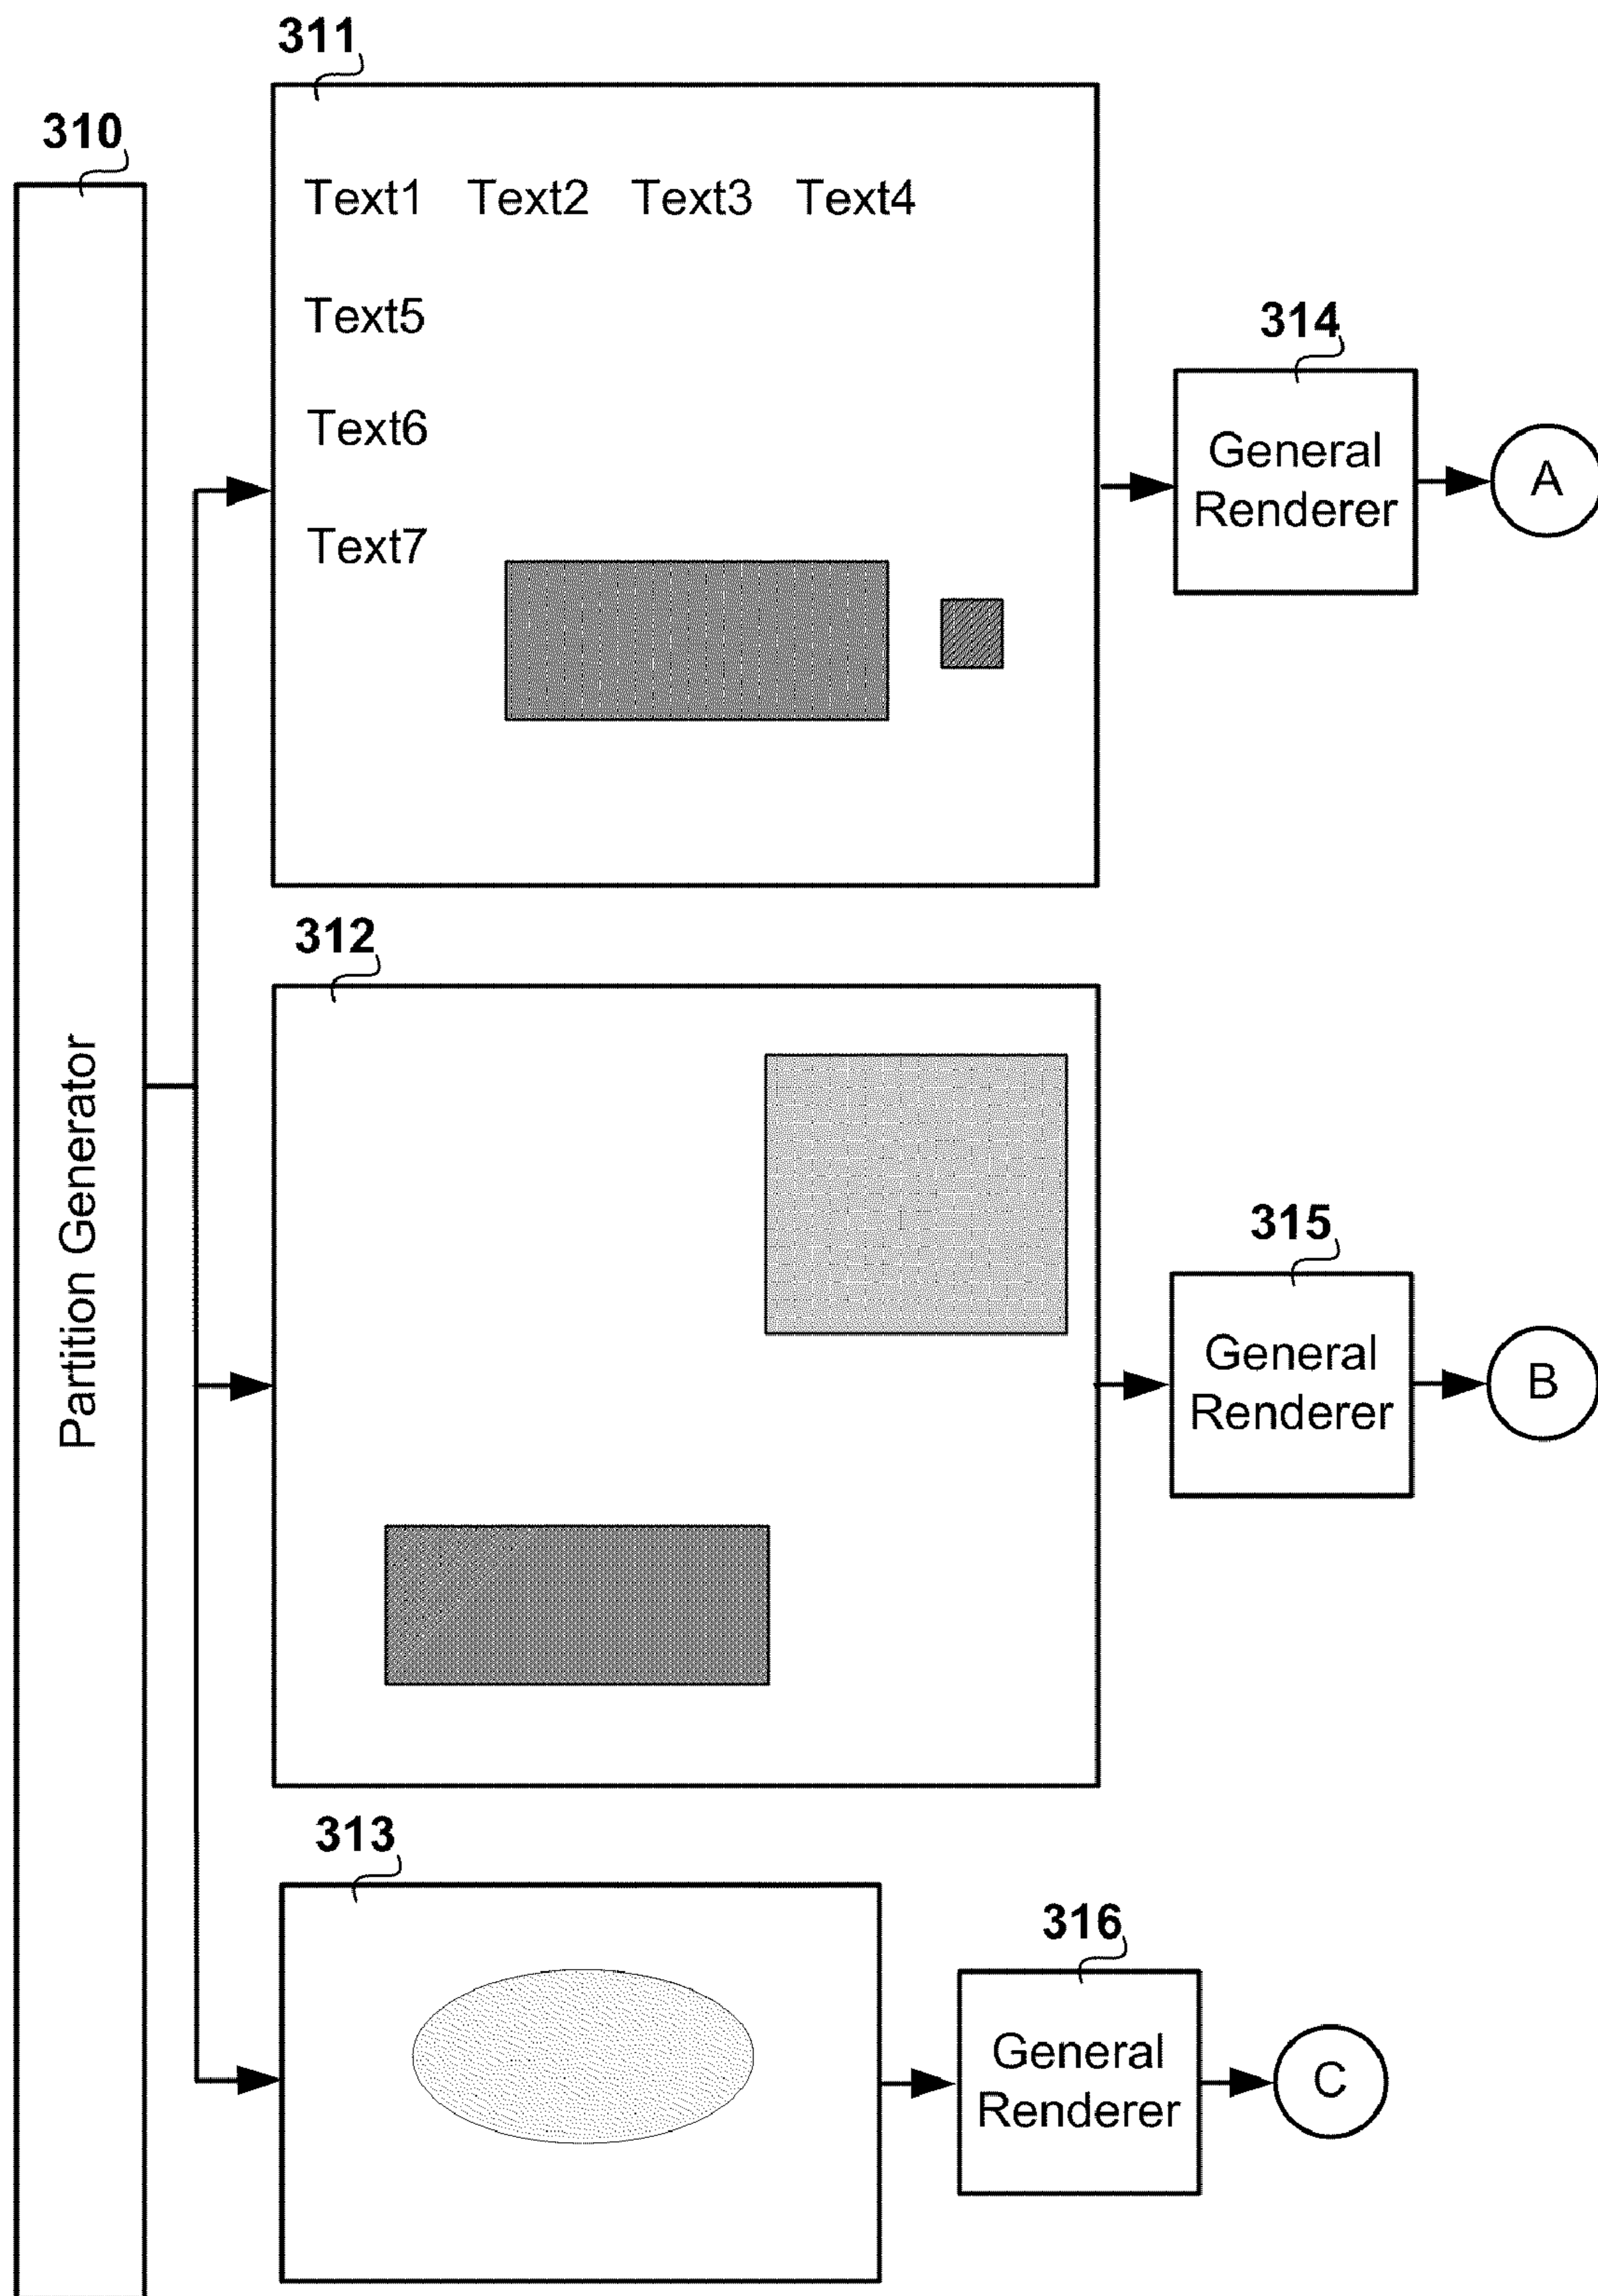 311
310
Text1 Text2 Text3 Text4
Text5
Text6
Text7
314
General
Renderer
A
312
Partition Generator
315
General
Renderer
B
313
316
General
Renderer
C